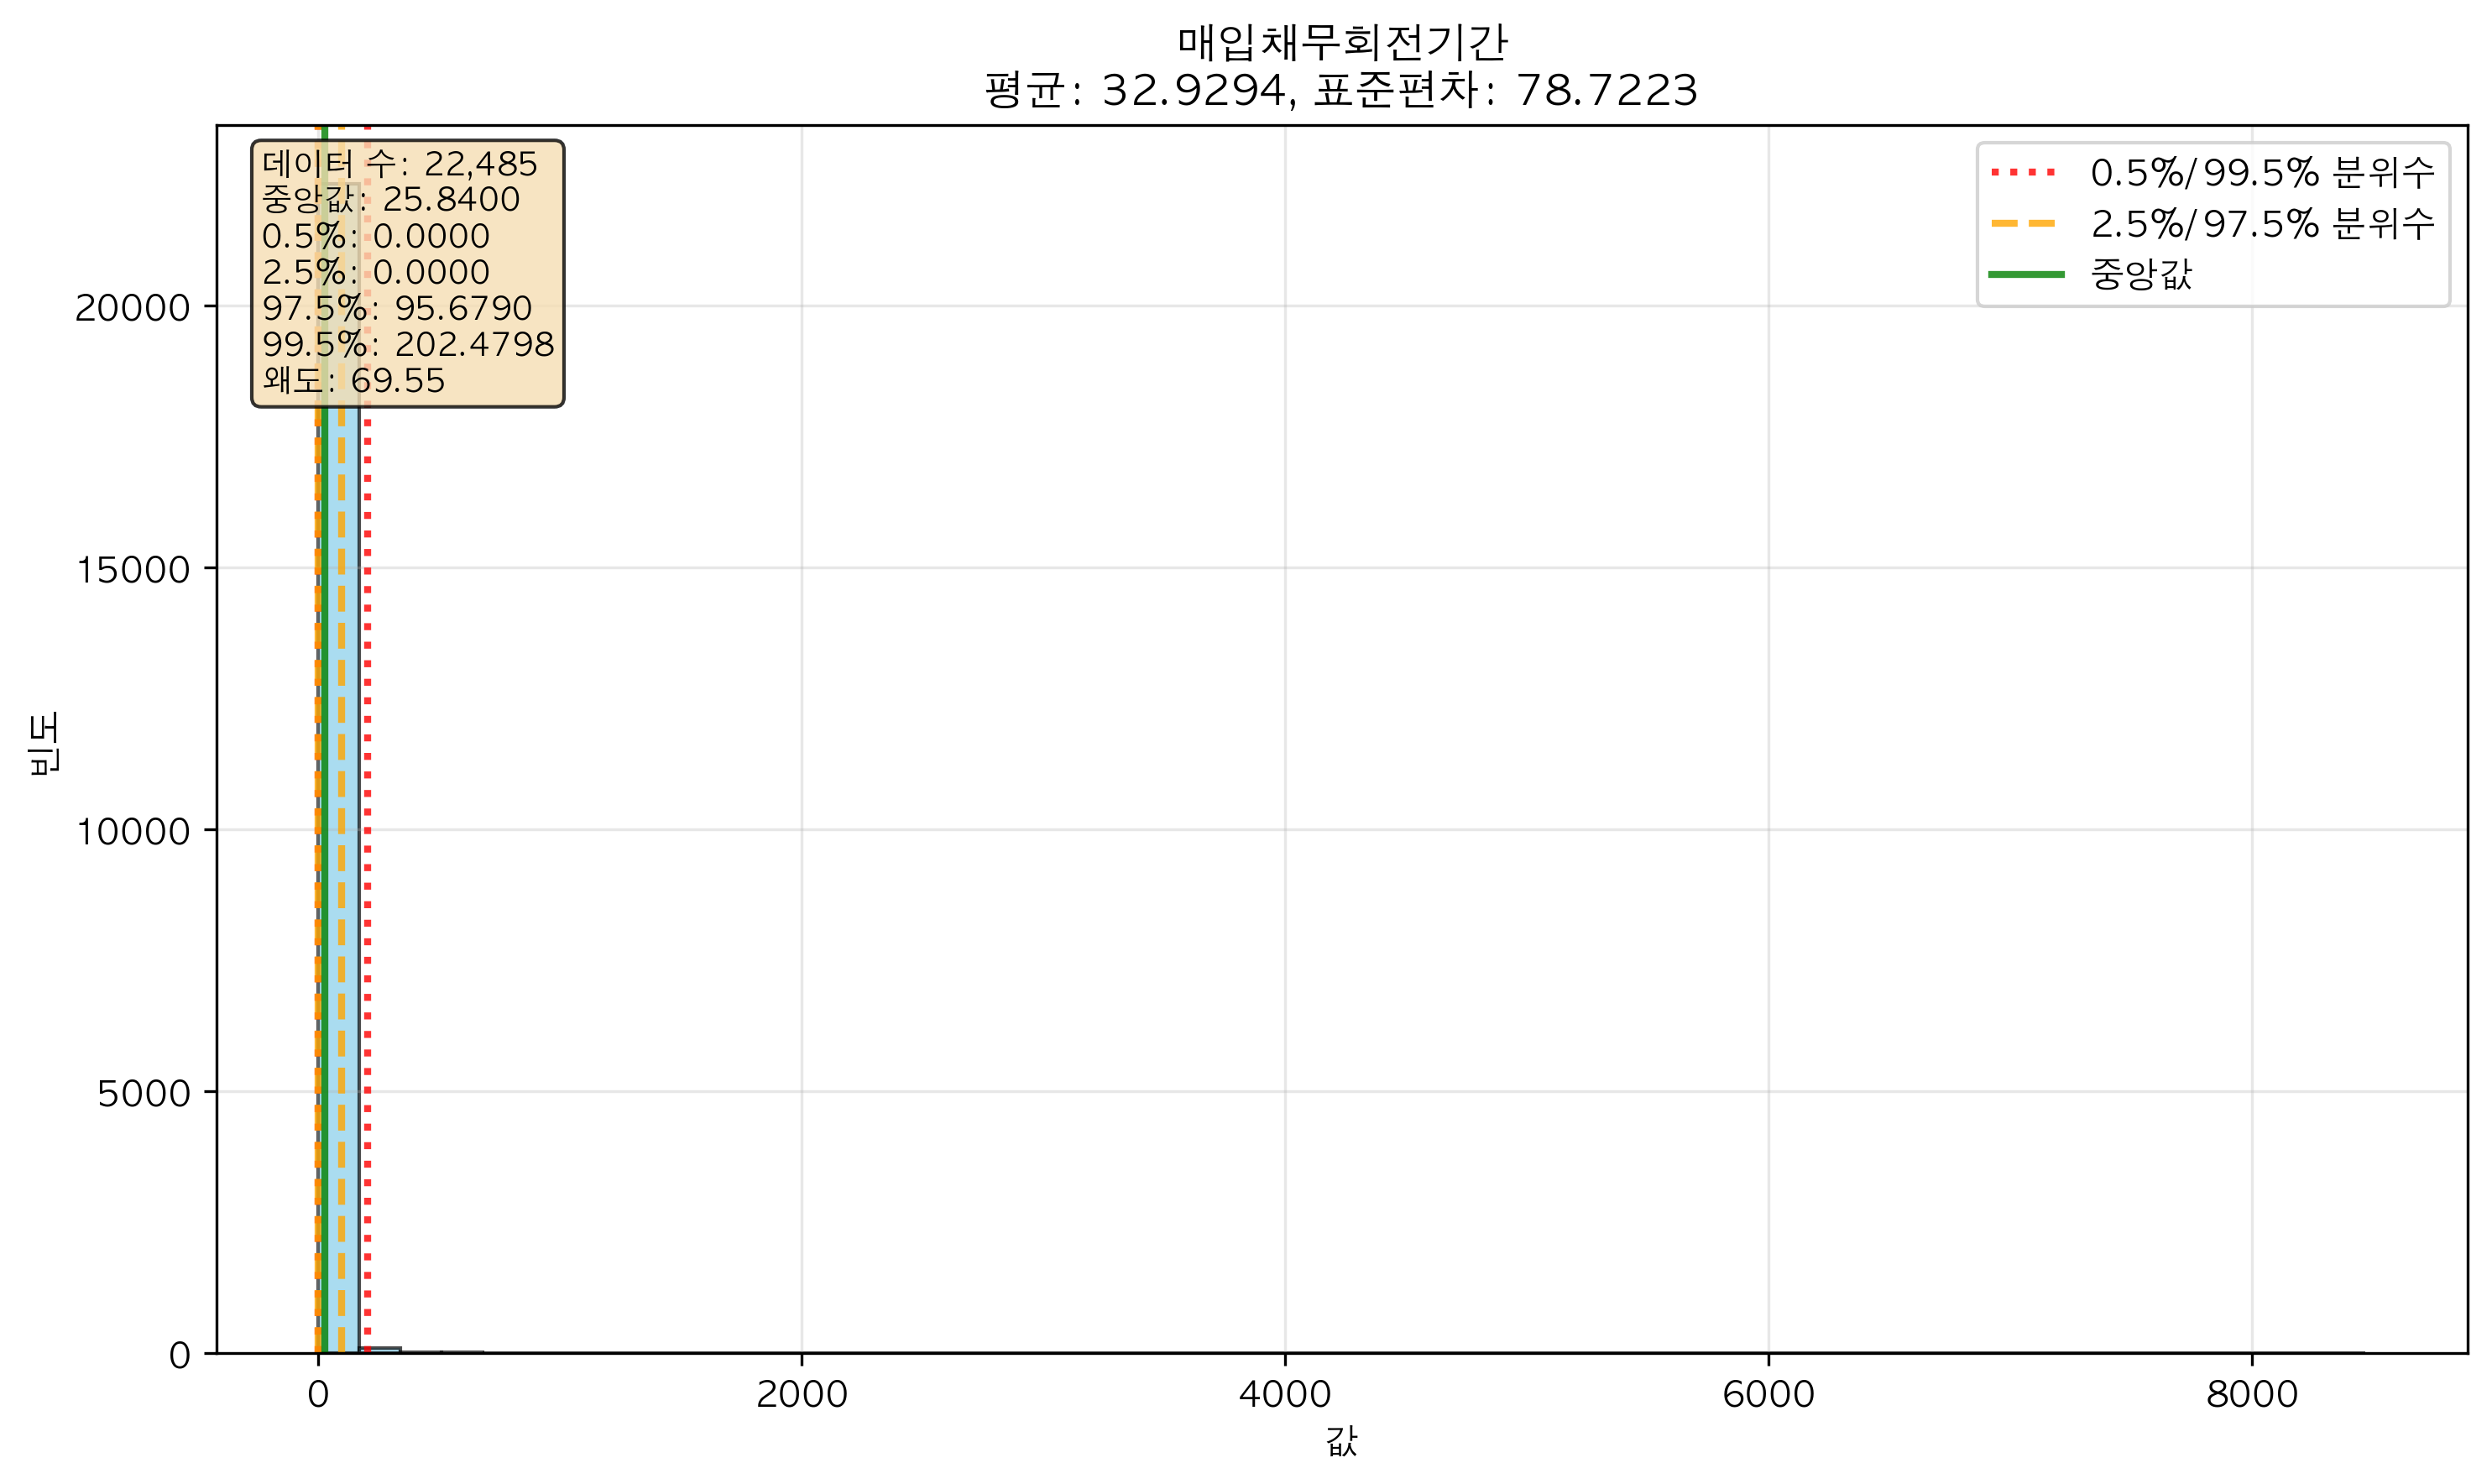 매입채무회전기간
평균: 32.9294, 표준편차: 78.7223
데이터 수: 22,485
중앙값: 25.8400
0.5%: 0.0000
2.5%: 0.0000
97.5%: 95.6790
99.5%: 202.4798
왜도: 69.55
0.5%/99.5% 분위수
2.5%/97.5% 분위수
중앙값
빈도
20000
15000
10000
5000
0
0 2000 4000 6000 8000
값